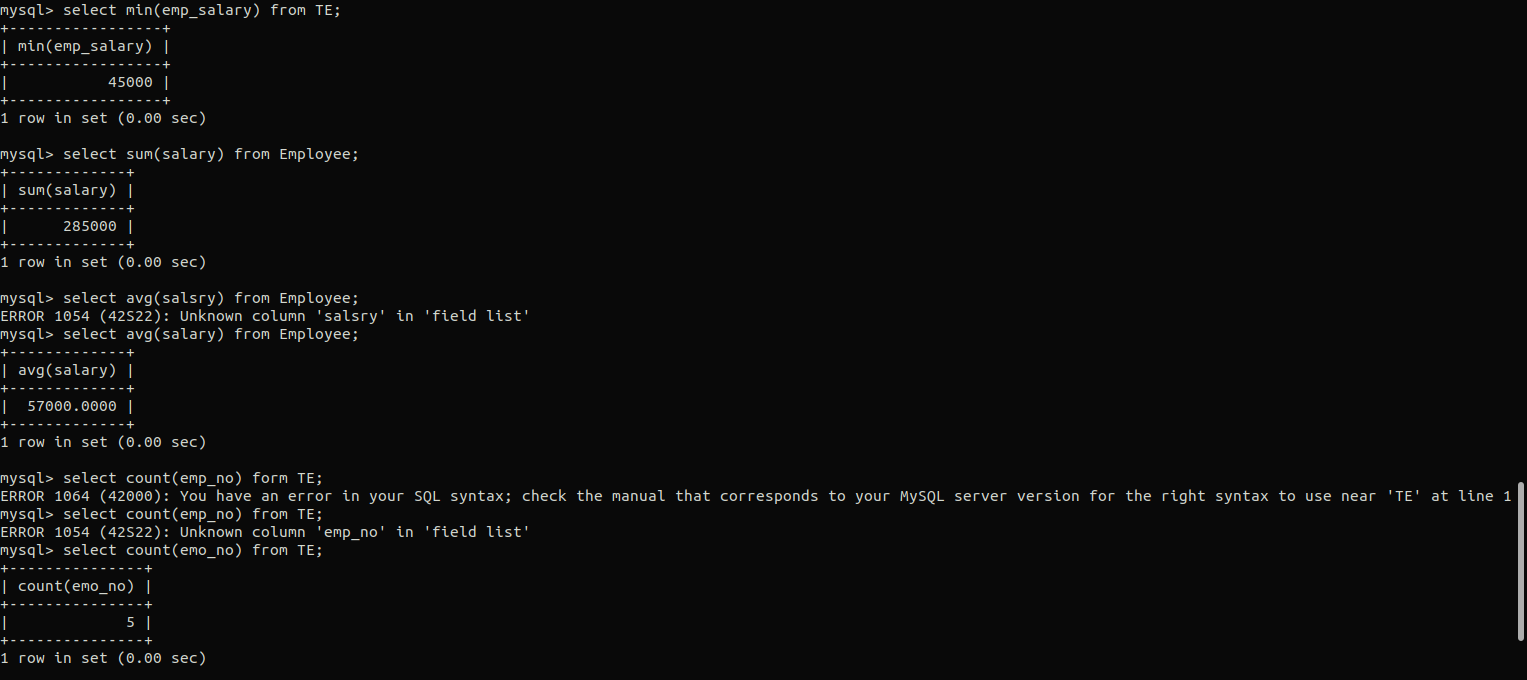 mysql> select min(emp_salary) from TE;
+-----------------+
| min(emp_salary) |
+-----------------+
|           45000 |
+-----------------+
1 row in set (0.00 sec)

mysql> select sum(salary) from Employee;
+-------------+
| sum(salary) |
+-------------+
|      285000 |
+-------------+
1 row in set (0.00 sec)

mysql> select avg(salsry) from Employee;
ERROR 1054 (42S22): Unknown column 'salsry' in 'field list'
mysql> select avg(salary) from Employee;
+-------------+
| avg(salary) |
+-------------+
|  57000.0000 |
+-------------+
1 row in set (0.00 sec)

mysql> select count(emp_no) form TE;
ERROR 1064 (42000): You have an error in your SQL syntax; check the manual that corresponds to your MySQL server version for the right syntax to use near 'TE' at line 1
mysql> select count(emp_no) from TE;
ERROR 1054 (42S22): Unknown column 'emp_no' in 'field list'
mysql> select count(emo_no) from TE;
+---------------+
| count(emo_no) |
+---------------+
|             5 |
+---------------+
1 row in set (0.00 sec)